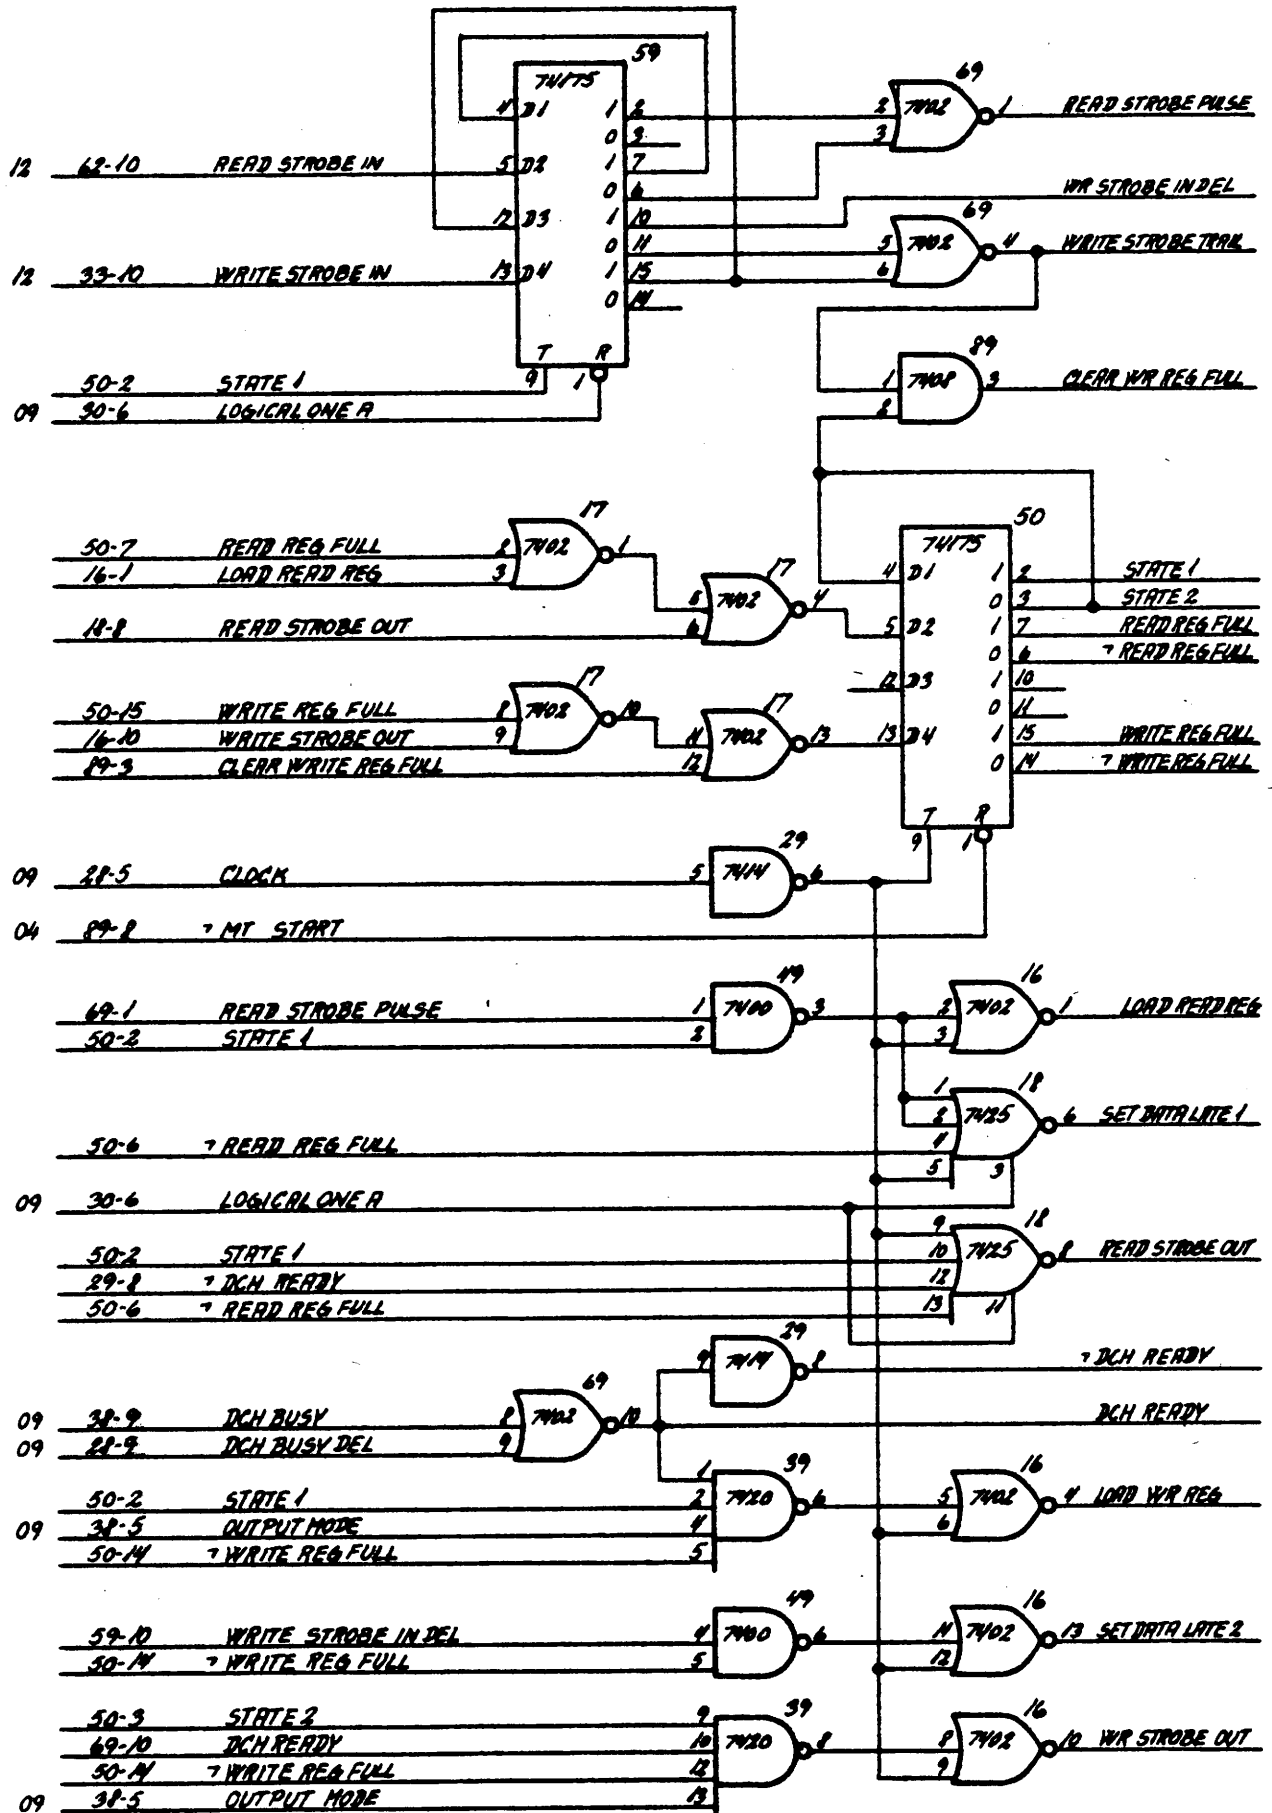 59
74175
69
4 D1 1 2 2 7402 1 READ STROBE PULSE
0 3 3
12 62-10 READ STROBE IN 5 D2 1 7
0 6 WR STROBE IN DEL
12 D3 1 10 69
0 11 5 7402 4 WRITE STROBE TRAIL
12 33-10 WRITE STROBE IN 13 D4 1 15 6
0 14
T R 89
50-2 STATE 1 9 1 1 7408 3 CLEAR WR REG FULL
09 30-6 LOGICAL ONE A 2
17 50
50-7 READ REG FULL 2 7402 1 74175
16-1 LOAD READ REG 3 17 4 D1 1 2 STATE 1
5 7402 4 0 3 STATE 2
18-8 READ STROBE OUT 6 5 D2 1 7 READ REG FULL
0 6 ¬ READ REG FULL
17 12 D3 1 10
50-15 WRITE REG FULL 8 7402 10 17 0 11
16-10 WRITE STROBE OUT 9 11 7402 13 13 D4 1 15 WRITE REG FULL
89-3 CLEAR WRITE REG FULL 12 0 14 ¬ WRITE REG FULL
29 T R
09 28-5 CLOCK 5 7414 6 9 1
04 89-8 ¬ MT START
49 16
69-1 READ STROBE PULSE 1 7400 3 2 7402 1 LOAD READ REG
50-2 STATE 1 2 3
18
1
2 7425 6 SET DATA LATE 1
50-6 ¬ READ REG FULL 4
5 3
09 30-6 LOGICAL ONE A
9 18
50-2 STATE 1 10 7425 8 READ STROBE OUT
29-8 ¬ DCH READY 12
50-6 ¬ READ REG FULL 13 11
29
9 7414 8 ¬ DCH READY
69
09 38-9 DCH BUSY 8 7402 10 DCH READY
09 28-9 DCH BUSY DEL 9
39 16
1
50-2 STATE 1 2 7420 6 5 7402 4 LOAD WR REG
09 38-5 OUTPUT MODE 4 6
50-14 ¬ WRITE REG FULL 5
49 16
59-10 WRITE STROBE IN DEL 4 7400 6 11 7402 13 SET DATA LATE 2
50-14 ¬ WRITE REG FULL 5 12
39 16
50-3 STATE 2 9
69-10 DCH READY 10 7420 8 8 7402 10 WR STROBE OUT
50-14 ¬ WRITE REG FULL 12 9
09 38-5 OUTPUT MODE 13